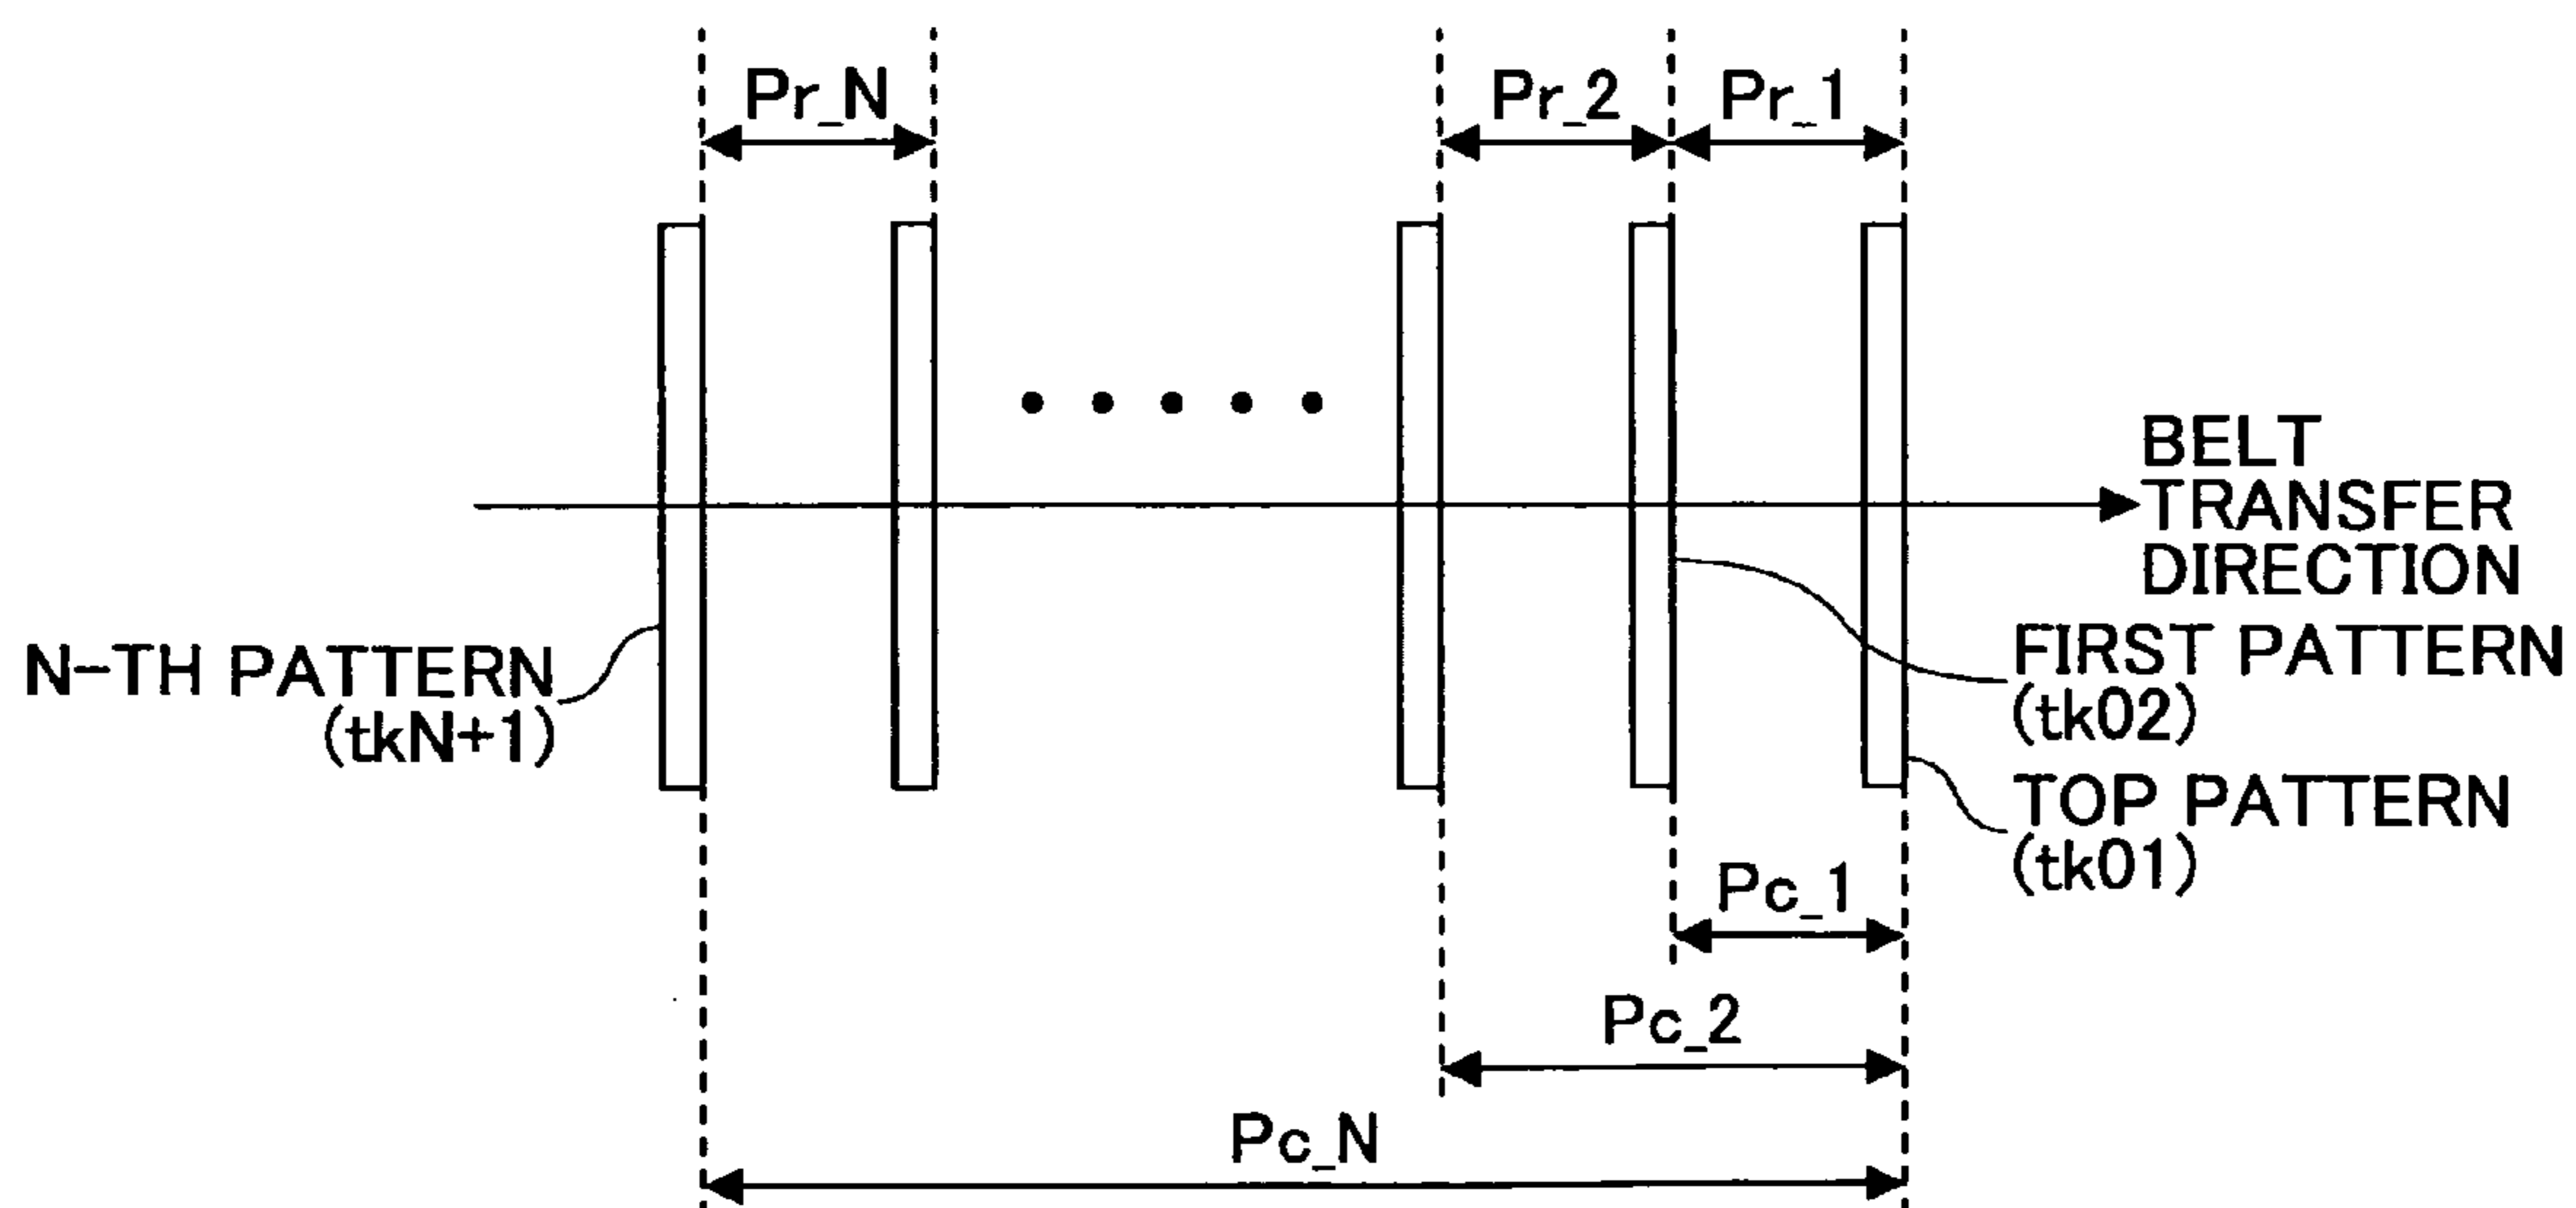 Pr_N
Pr_2
Pr_1
BELT
TRANSFER
DIRECTION
N-TH PATTERN
(tkN+1)
FIRST PATTERN
(tk02)
TOP PATTERN
(tk01)
Pc_1
Pc_2
Pc_N